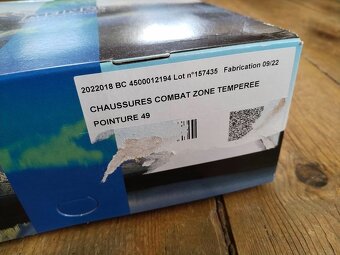 2022018 BC 4500012194 Lot n°157435 Fabrication 09/22
CHAUSSURES COMBAT ZONE TEMPEREE
POINTURE 49